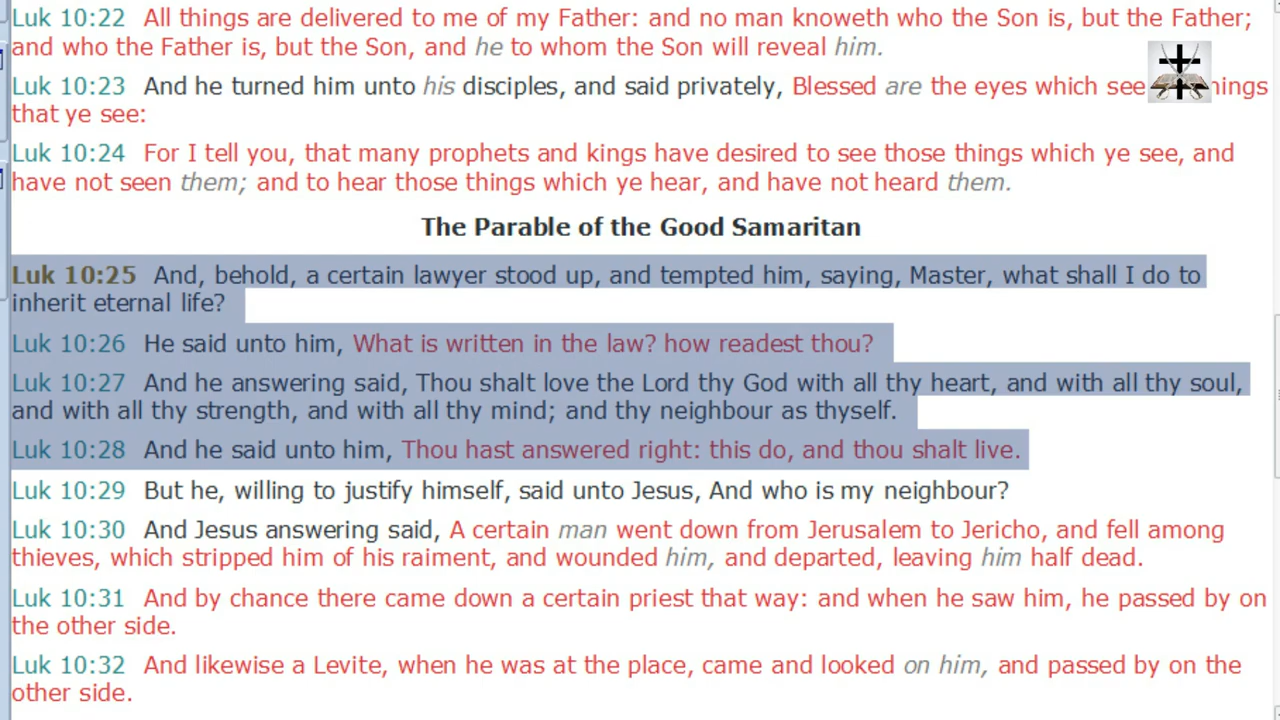 Luk 10:22 All things are delivered to me of my Father: and no man knoweth who the Son is, but the Father;
and who the Father is, but the Son, and he to whom the Son will reveal him.
Luk 10:23 And he turned him unto his disciples, and said privately, Blessed are the eyes which see hings
that ye see:
Luk 10:24 For I tell you, that many prophets and kings have desired to see those things which ye see, and
have not seen them; and to hear those things which ye hear, and have not heard them.
The Parable of the Good Samaritan
Luk 10:25 And, behold, a certain lawyer stood up, and tempted him, saying, Master, what shall I do to
inherit eternal life?
Luk 10:26 He said unto him, What is written in the law? how readest thou?
Luk 10:27 And he answering said, Thou shalt love the Lord thy God with all thy heart, and with all thy soul,
and with all thy strength, and with all thy mind; and thy neighbour as thyself.
Luk 10:28 And he said unto him, Thou hast answered right: this do, and thou shalt live.
Luk 10:29 But he, willing to justify himself, said unto Jesus, And who is my neighbour?
Luk 10:30 And Jesus answering said, A certain man went down from Jerusalem to Jericho, and fell among
thieves, which stripped him of his raiment, and wounded him, and departed, leaving him half dead.
Luk 10:31 And by chance there came down a certain priest that way: and when he saw him, he passed by on
the other side.
Luk 10:32 And likewise a Levite, when he was at the place, came and looked on him, and passed by on the
other side.